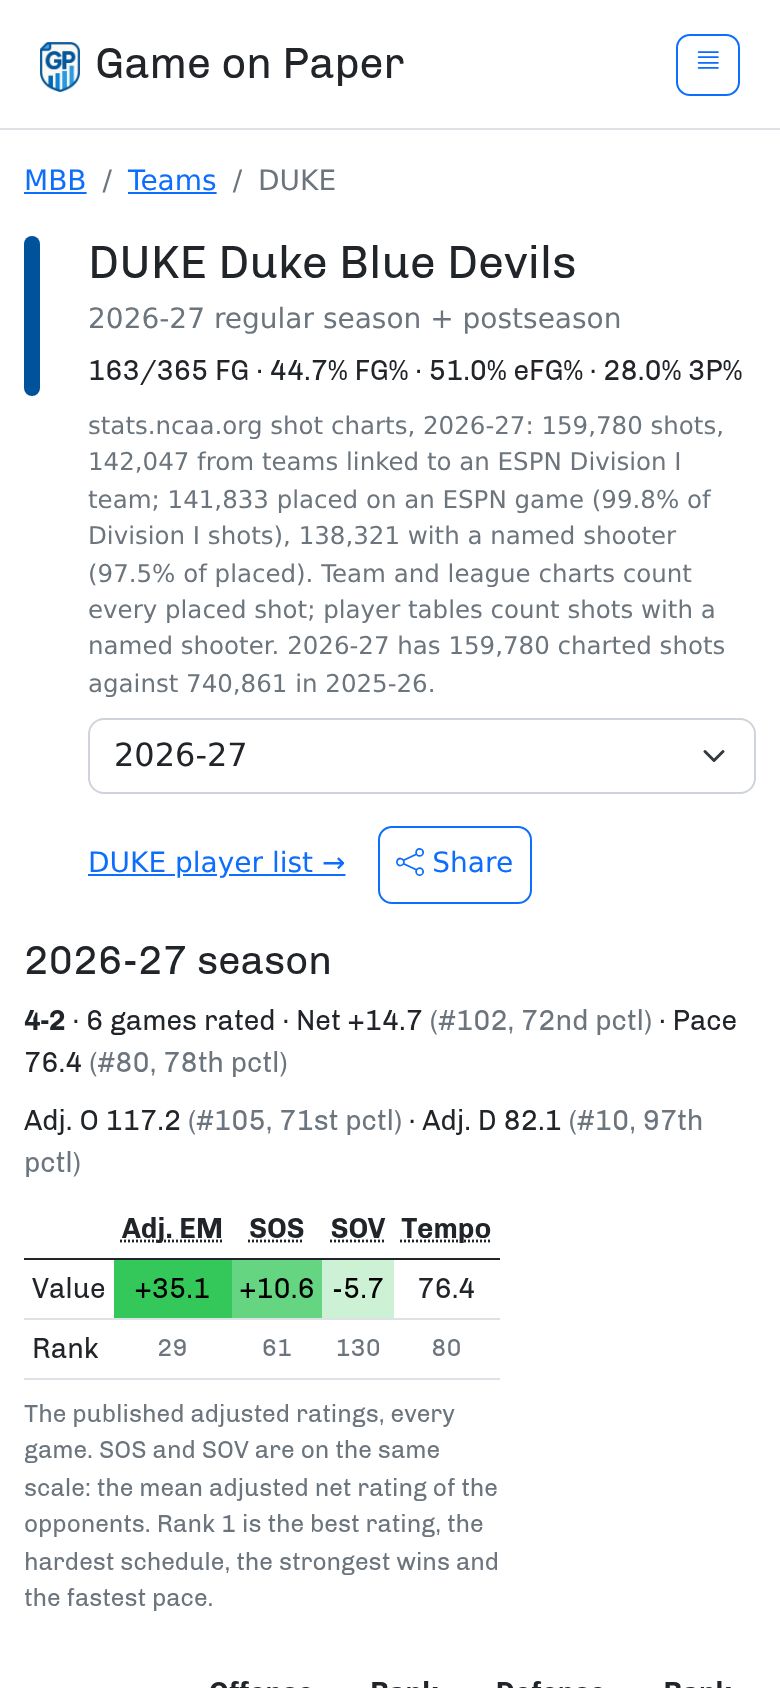 GP Game on Paper
MBB / Teams / DUKE
DUKE Duke Blue Devils
2026-27 regular season + postseason
163/365 FG · 44.7% FG% · 51.0% eFG% · 28.0% 3P%
stats.ncaa.org shot charts, 2026-27: 159,780 shots,
142,047 from teams linked to an ESPN Division I
team; 141,833 placed on an ESPN game (99.8% of
Division I shots), 138,321 with a named shooter
(97.5% of placed). Team and league charts count
every placed shot; player tables count shots with a
named shooter. 2026-27 has 159,780 charted shots
against 740,861 in 2025-26.
2026-27
DUKE player list → Share
2026-27 season
4-2 · 6 games rated · Net +14.7 (#102, 72nd pctl) · Pace
76.4 (#80, 78th pctl)
Adj. O 117.2 (#105, 71st pctl) · Adj. D 82.1 (#10, 97th
pctl)
Adj. EM SOS SOV Tempo
Value +35.1 +10.6 -5.7 76.4
Rank 29 61 130 80
The published adjusted ratings, every
game. SOS and SOV are on the same
scale: the mean adjusted net rating of the
opponents. Rank 1 is the best rating, the
hardest schedule, the strongest wins and
the fastest pace.
Offense Rank Defense Rank